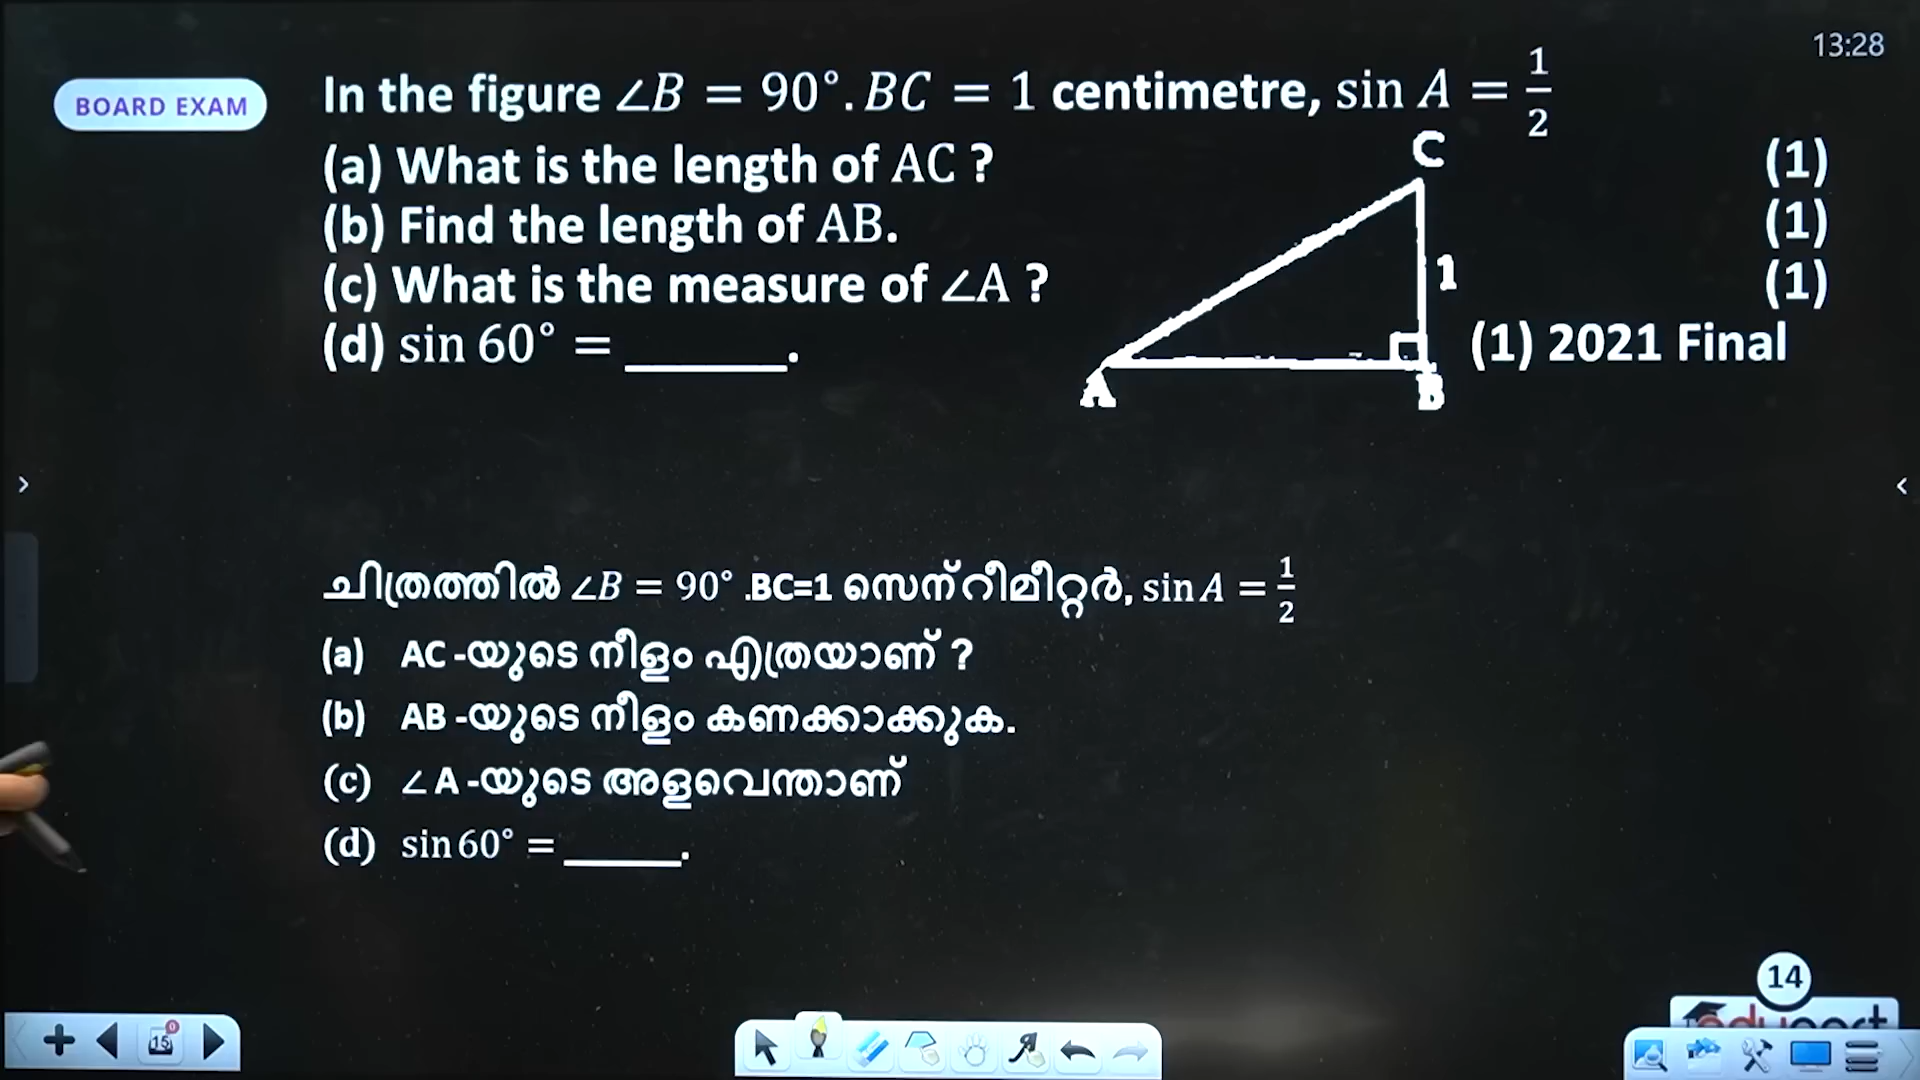 13:28
BOARD EXAM
In the figure ∠B = 90°. BC = 1 centimetre, sin A = 1/2
(a) What is the length of AC ? (1)
(b) Find the length of AB. (1)
(c) What is the measure of ∠A ? (1)
(d) sin 60° = ______. (1) 2021 Final
C
1
A
B
ചിത്രത്തിൽ ∠B = 90° .BC=1 സെന്റീമീറ്റർ, sin A = 1/2
(a) AC -യുടെ നീളം എത്രയാണ് ?
(b) AB -യുടെ നീളം കണക്കാക്കുക.
(c) ∠A -യുടെ അളവെന്താണ്
(d) sin 60° = ______.
14
15
0